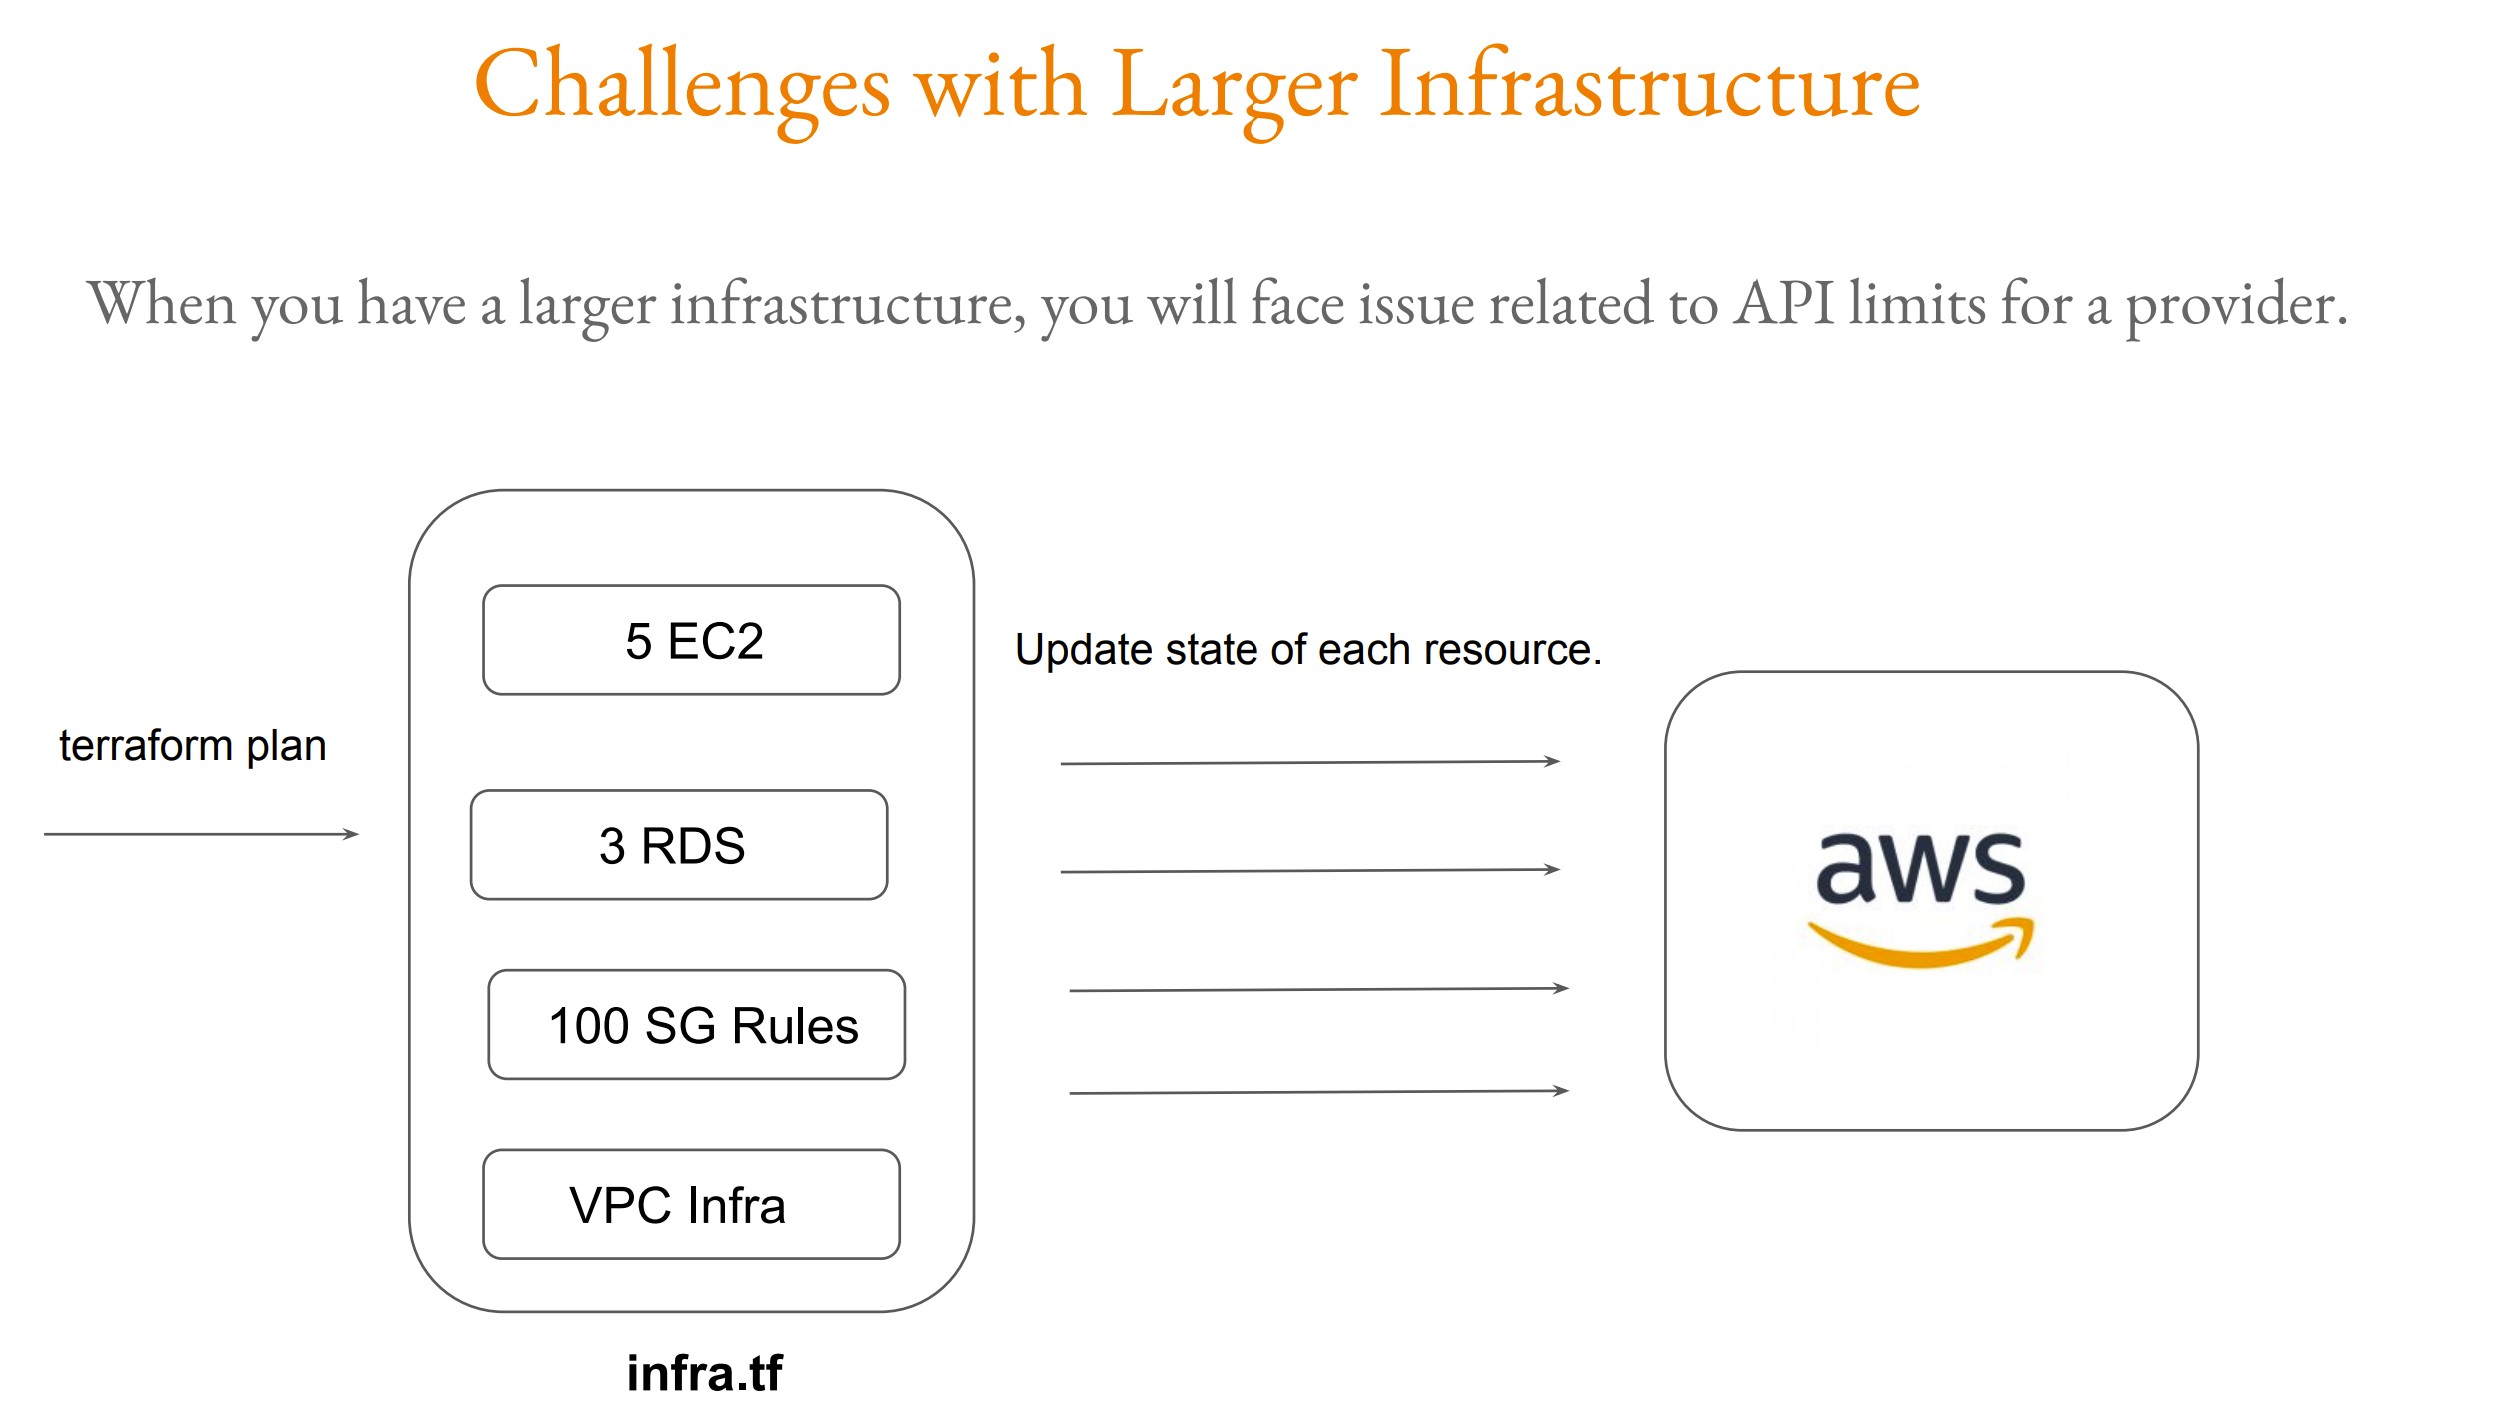 Challenges with Larger Infrastructure
When you have a larger infrastructure, you will face issue related to API limits for a provider.
terraform plan
5 EC2
3 RDS
100 SG Rules
VPC Infra
infra.tf
Update state of each resource.
aws